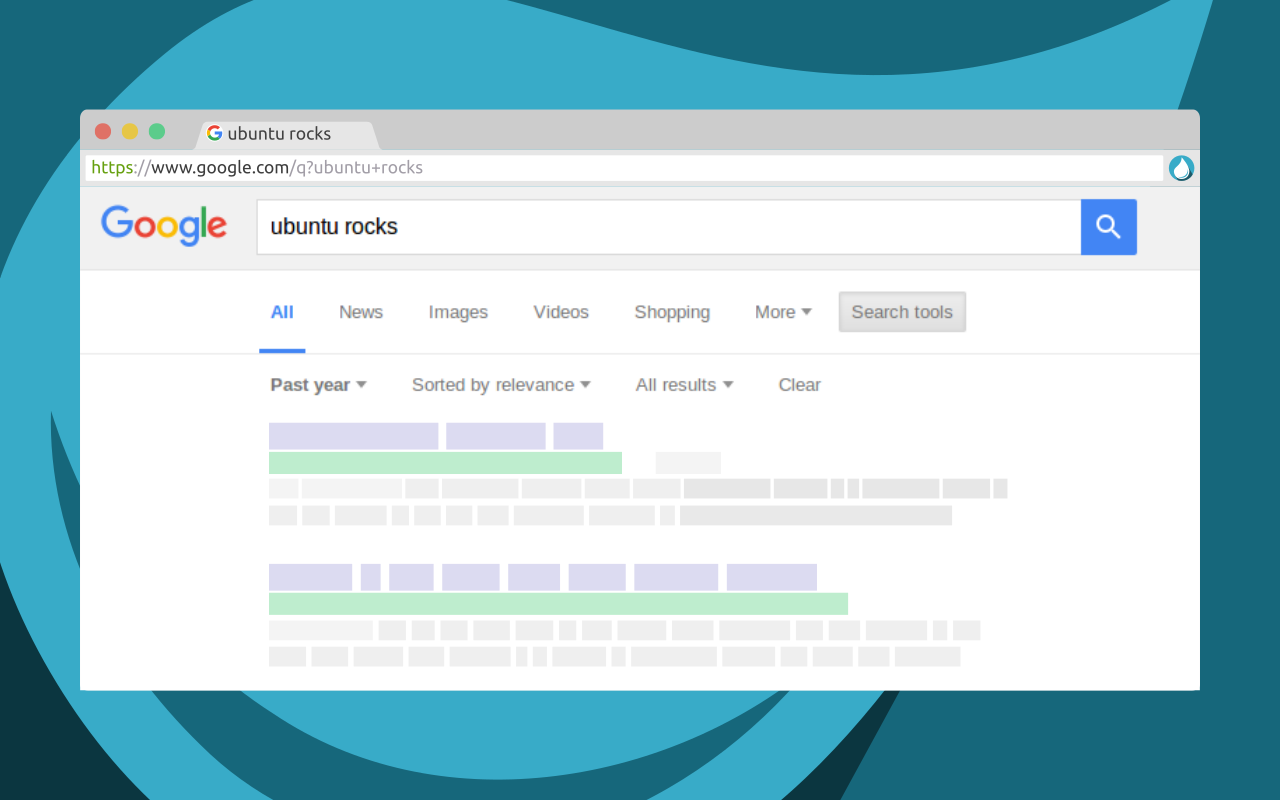 ubuntu rocks
https://www.google.com/q?ubuntu+rocks
Google ubuntu rocks
All News Images Videos Shopping More Search tools
Past year Sorted by relevance All results Clear